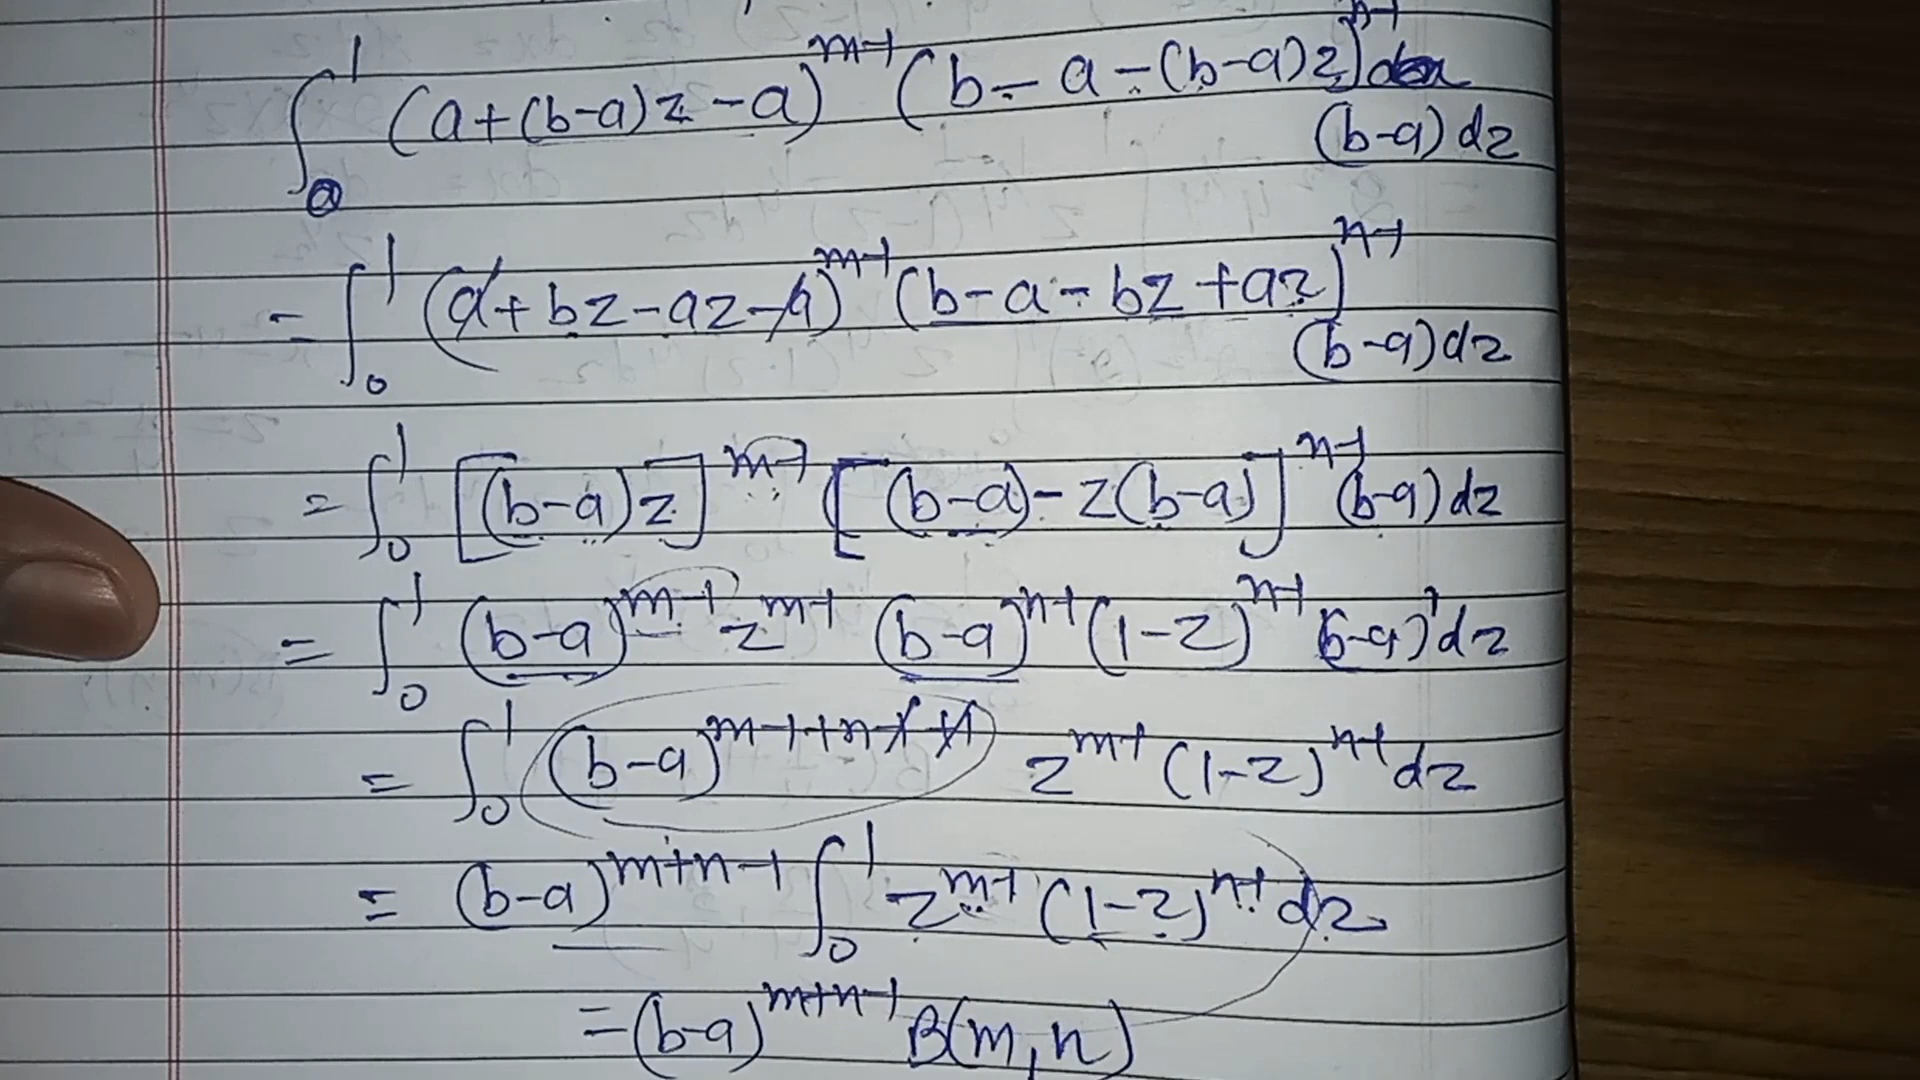 ∫₀¹ (a+(b-a)z-a)^{m-1} (b-a-(b-a)z)^{n-1}
(b-a) dz
= ∫₀¹ (a+bz-az-a)^{m-1} (b-a-bz+az)^{n-1}
(b-a)dz
= ∫₀¹ [(b-a)z]^{m-1} [(b-a)-z(b-a)]^{n-1} (b-a)dz
= ∫₀¹ (b-a)^{m-1} z^{m-1} (b-a)^{n-1} (1-z)^{n-1} (b-a)^1 dz
= ∫₀¹ (b-a)^{m-1+n-1+1} z^{m-1} (1-z)^{n-1} dz
= (b-a)^{m+n-1} ∫₀¹ z^{m-1} (1-z)^{n-1} dz
= (b-a)^{m+n-1} B(m,n)